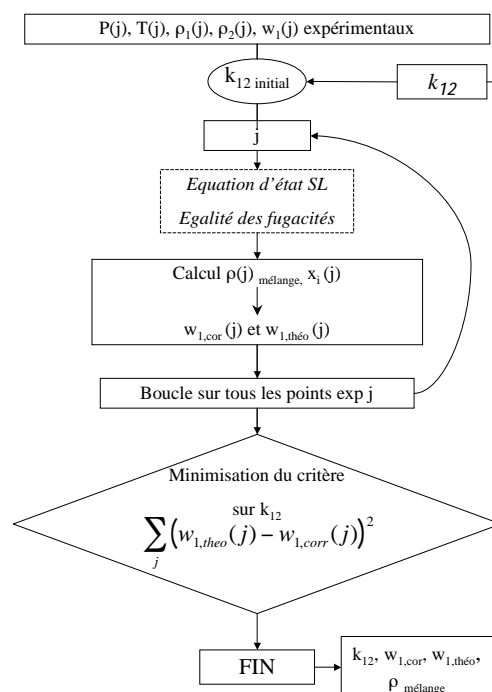 P(j), T(j), ρ₁(j), ρ₂(j), w₁(j) expérimentaux
k₁₂ initial
k₁₂
j
Equation d'état SL
Egalité des fugacités
Calcul ρ(j) mélange, xᵢ(j)
w₁,cor (j) et w₁,théo (j)
Boucle sur tous les points exp j
Minimisation du critère
sur k₁₂
∑ⱼ (w₁,theo(j) − w₁,corr(j))²
FIN
k₁₂, w₁,cor, w₁,théo,
ρ mélange